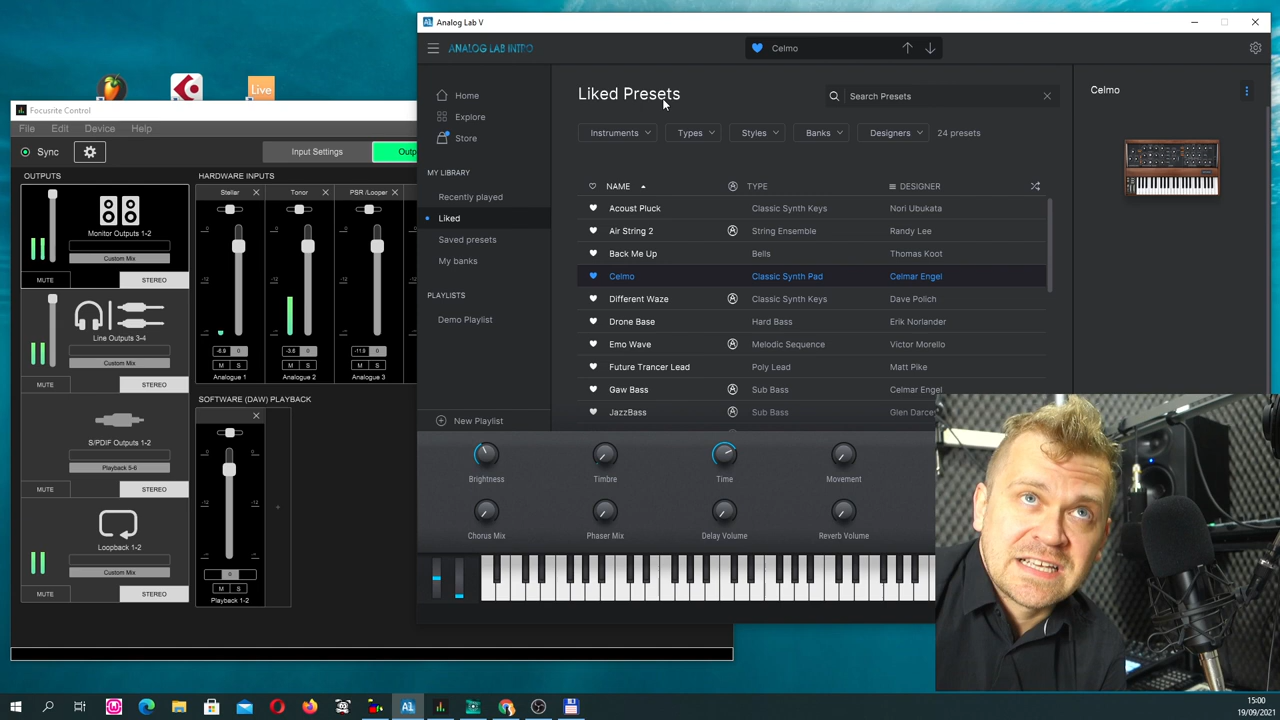 Analog Lab V
ANALOG LAB INTRO
Celmo
Home
Explore
Store
MY LIBRARY
Recently played
Liked
Saved presets
My banks
PLAYLISTS
Demo Playlist
New Playlist
Liked Presets
Search Presets
Instruments Types Styles Banks Designers 24 presets
NAME TYPE DESIGNER
Acoust Pluck Classic Synth Keys Nori Ubukata
Air String 2 String Ensemble Randy Lee
Back Me Up Bells Thomas Koot
Celmo Classic Synth Pad Celmar Engel
Different Waze Classic Synth Keys Dave Polich
Drone Base Hard Bass Erik Norlander
Emo Wave Melodic Sequence Victor Morello
Future Trancer Lead Poly Lead Matt Pike
Gaw Bass Sub Bass Celmar Engel
JazzBass Sub Bass Glen Darcey
Celmo
Brightness Timbre Time Movement
Chorus Mix Phaser Mix Delay Volume Reverb Volume
Live
Focusrite Control
File Edit Device Help
Sync
Input Settings
Outp
OUTPUTS
Monitor Outputs 1-2
Custom Mix
MUTE STEREO
Line Outputs 3-4
Custom Mix
MUTE STEREO
S/PDIF Outputs 1-2
Playback 5-6
MUTE STEREO
Loopback 1-2
Custom Mix
MUTE STEREO
HARDWARE INPUTS
Stellar Tonor PSR /Looper
M S M S M S
Analogue 1 Analogue 2 Analogue 3
SOFTWARE (DAW) PLAYBACK
0
M S
Playback 1-2
15:00
19/09/2021